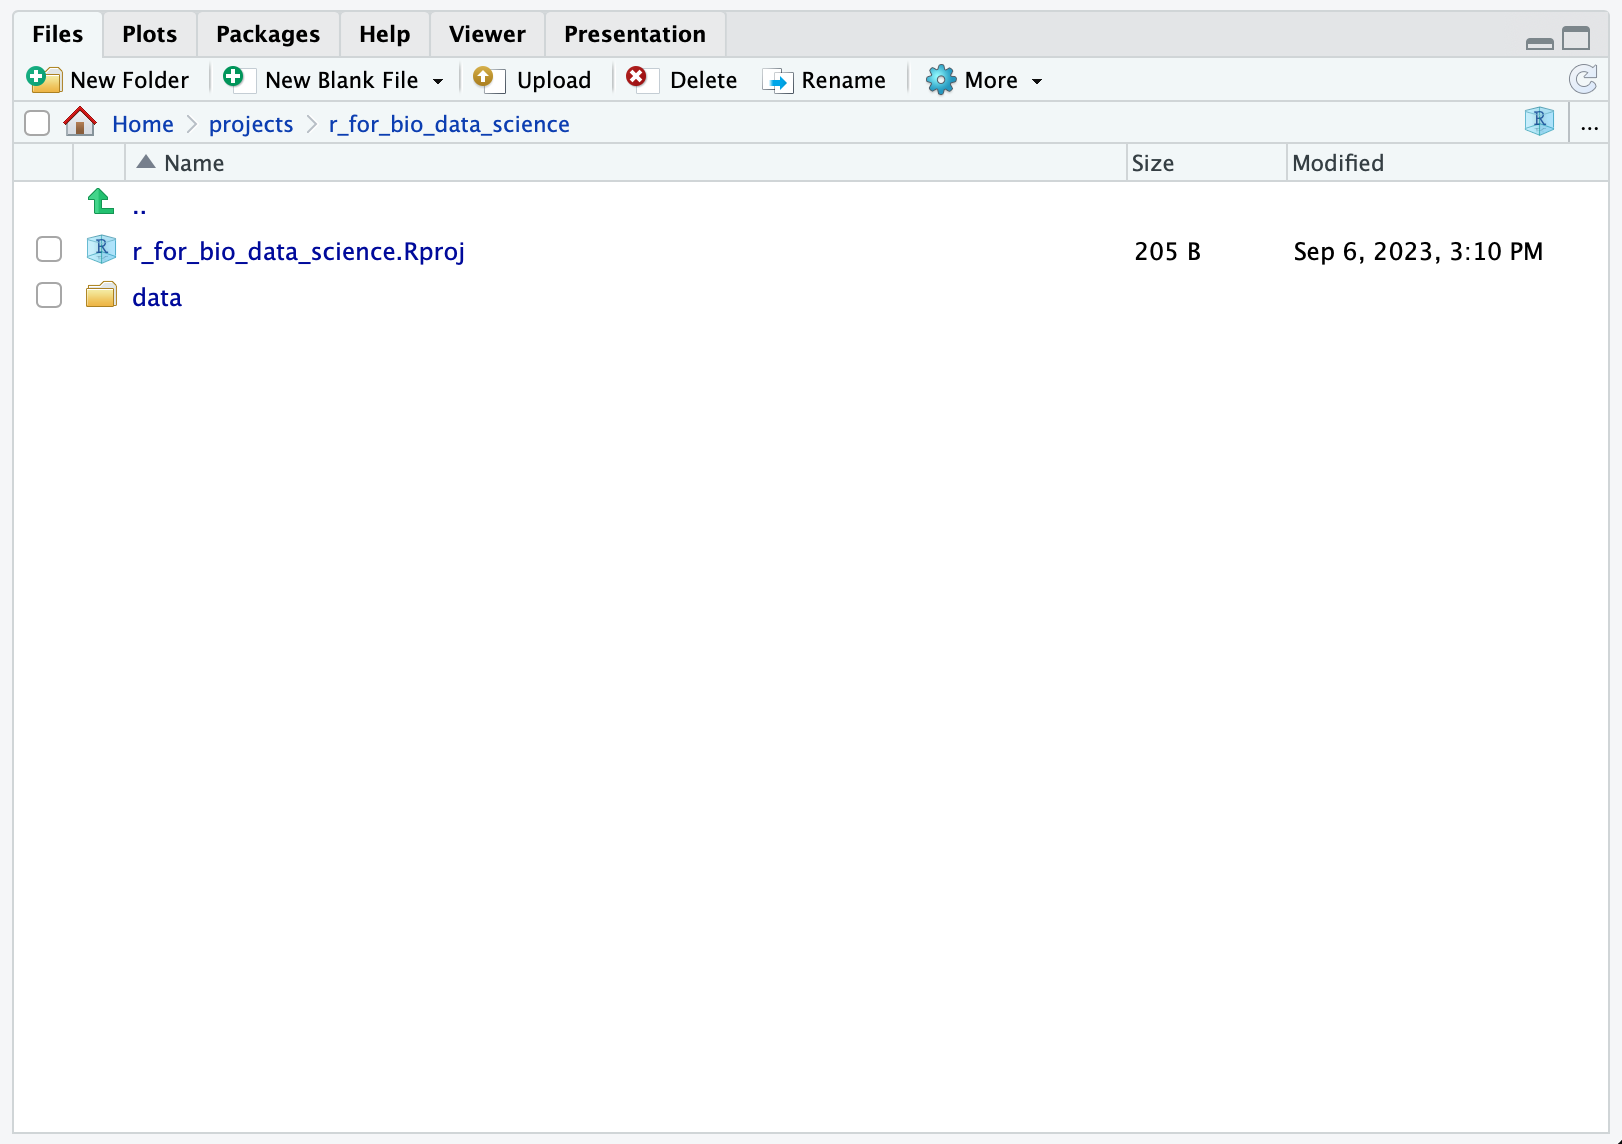 Files Plots Packages Help Viewer Presentation
New Folder New Blank File Upload Delete Rename More
Home projects r_for_bio_data_science R ...
Name Size Modified
..
R r_for_bio_data_science.Rproj 205 B Sep 6, 2023, 3:10 PM
data